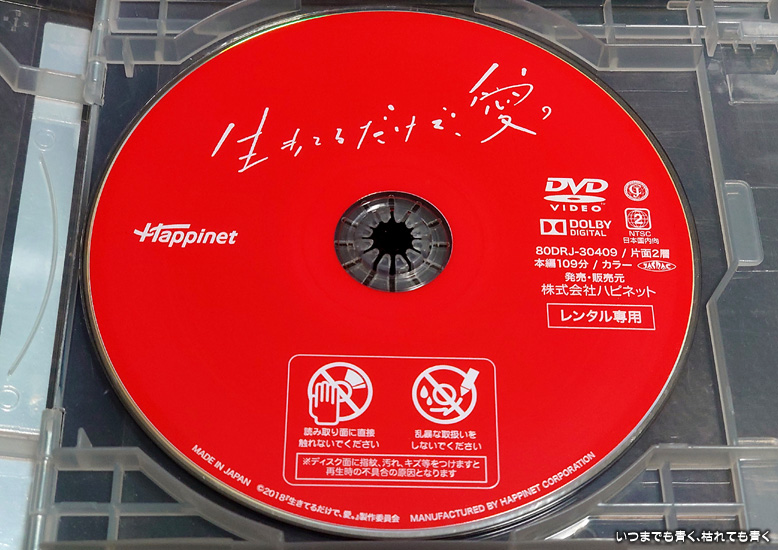 生きてるだけで、愛。
Happinet
DVD
VIDEO
DOLBY
DIGITAL
2
NTSC
日本国内向
80DRJ-30409 / 片面2層
本編109分 / カラー
発売・販売元
株式会社ハピネット
レンタル専用
読み取り面に直接
触れないでください
乱暴な取扱いを
しないでください
※ディスク面に指紋、汚れ、キズ等をつけますと
再生時の不具合の原因となります
MADE IN JAPAN ©2018『生きてるだけで、愛。』製作委員会 MANUFACTURED BY HAPPINET CORPORATION
いつまでも青く、枯れても青く